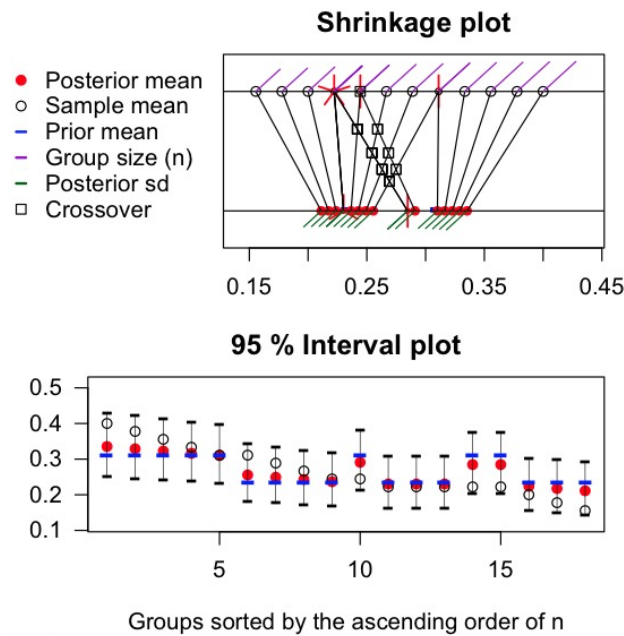 Shrinkage plot
Posterior mean
Sample mean
Prior mean
Group size (n)
Posterior sd
Crossover
0.15 0.25 0.35 0.45
95 % Interval plot
0.5
0.4
0.3
0.2
0.1
5 10 15
Groups sorted by the ascending order of n